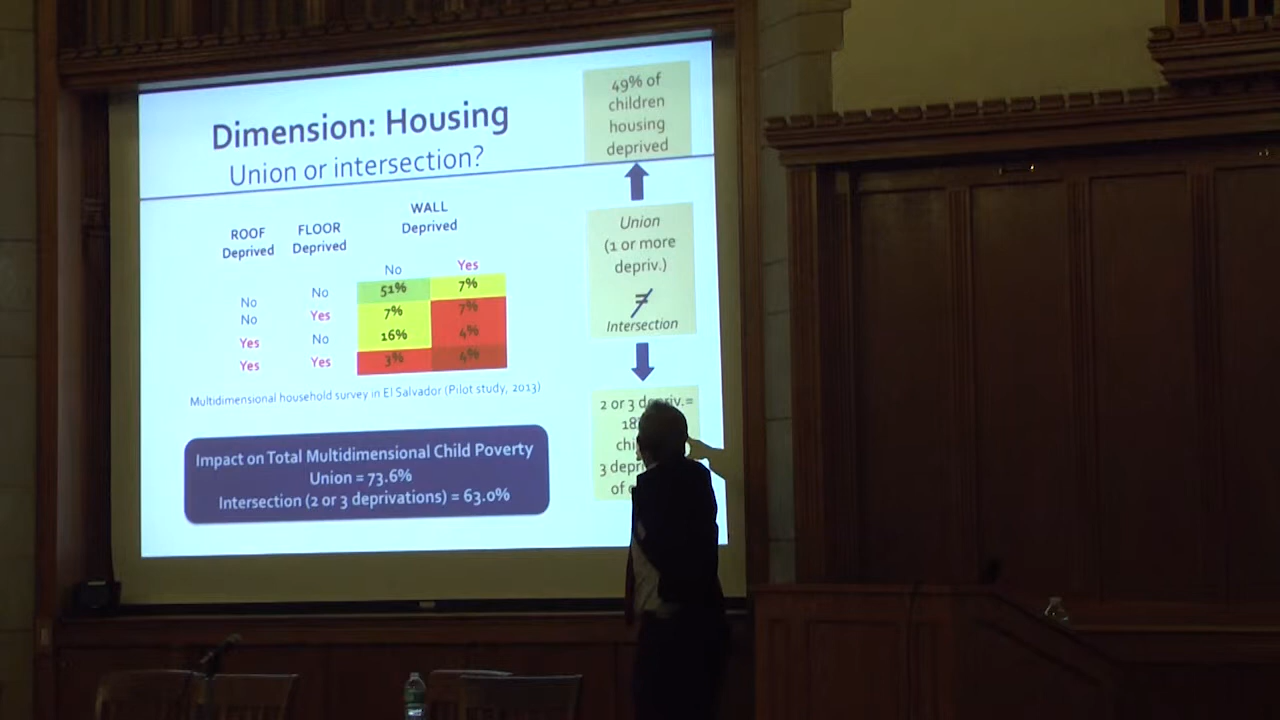 Dimension: Housing
Union or intersection?
49% of
children
housing
deprived
WALL
Deprived
ROOF
Deprived
FLOOR
Deprived
No Yes
No No 51% 7%
No Yes 7% 7%
Yes No 16% 4%
Yes Yes 3% 4%
Multidimensional household survey in El Salvador (Pilot study, 2013)
Union
(1 or more
depriv.)
≠
Intersection
2 or 3 depriv.=
3
of
Impact on Total Multidimensional Child Poverty
Union = 73.6%
Intersection (2 or 3 deprivations) = 63.0%